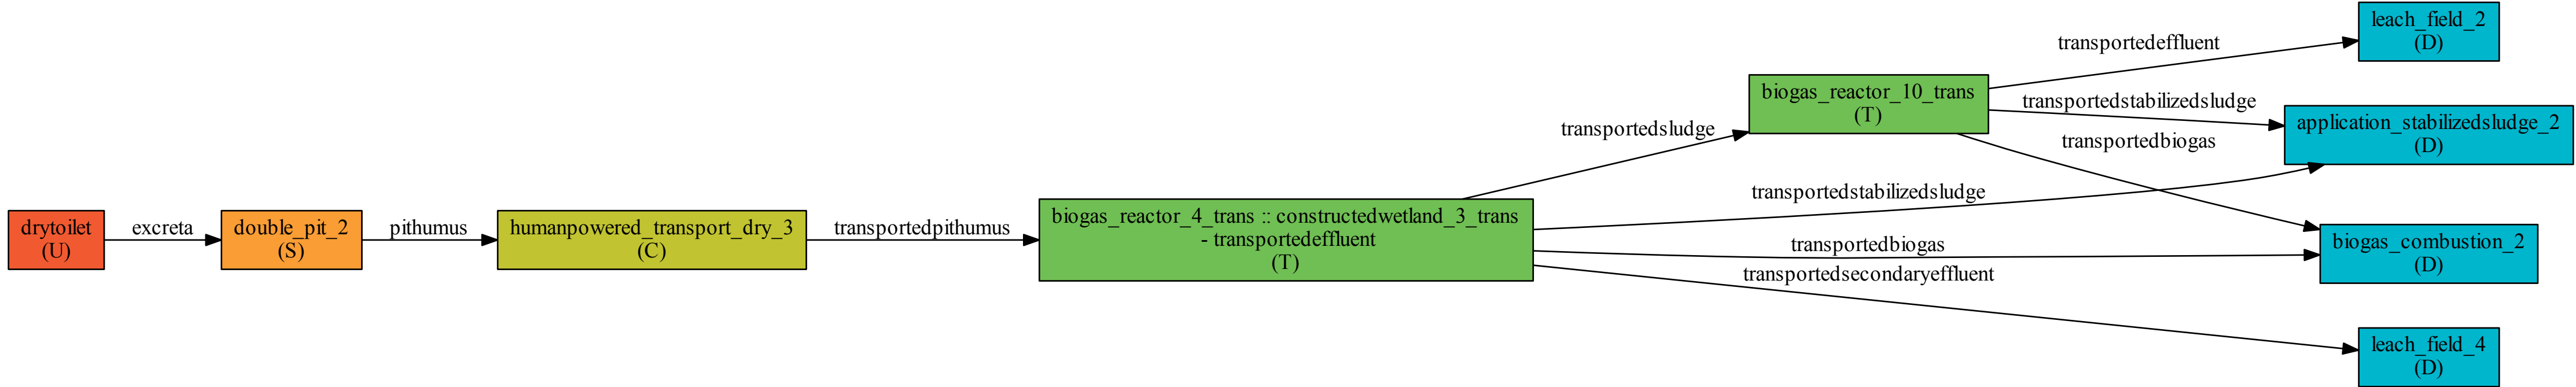 drytoilet
(U)
excreta
double_pit_2
(S)
pithumus
humanpowered_transport_dry_3
(C)
transportedpithumus
biogas_reactor_4_trans :: constructedwetland_3_trans
- transportedeffluent
(T)
transportedsludge
biogas_reactor_10_trans
(T)
transportedeffluent
transportedstabilizedsludge
transportedbiogas
transportedstabilizedsludge
transportedbiogas
transportedsecondaryeffluent
leach_field_2
(D)
application_stabilizedsludge_2
(D)
biogas_combustion_2
(D)
leach_field_4
(D)